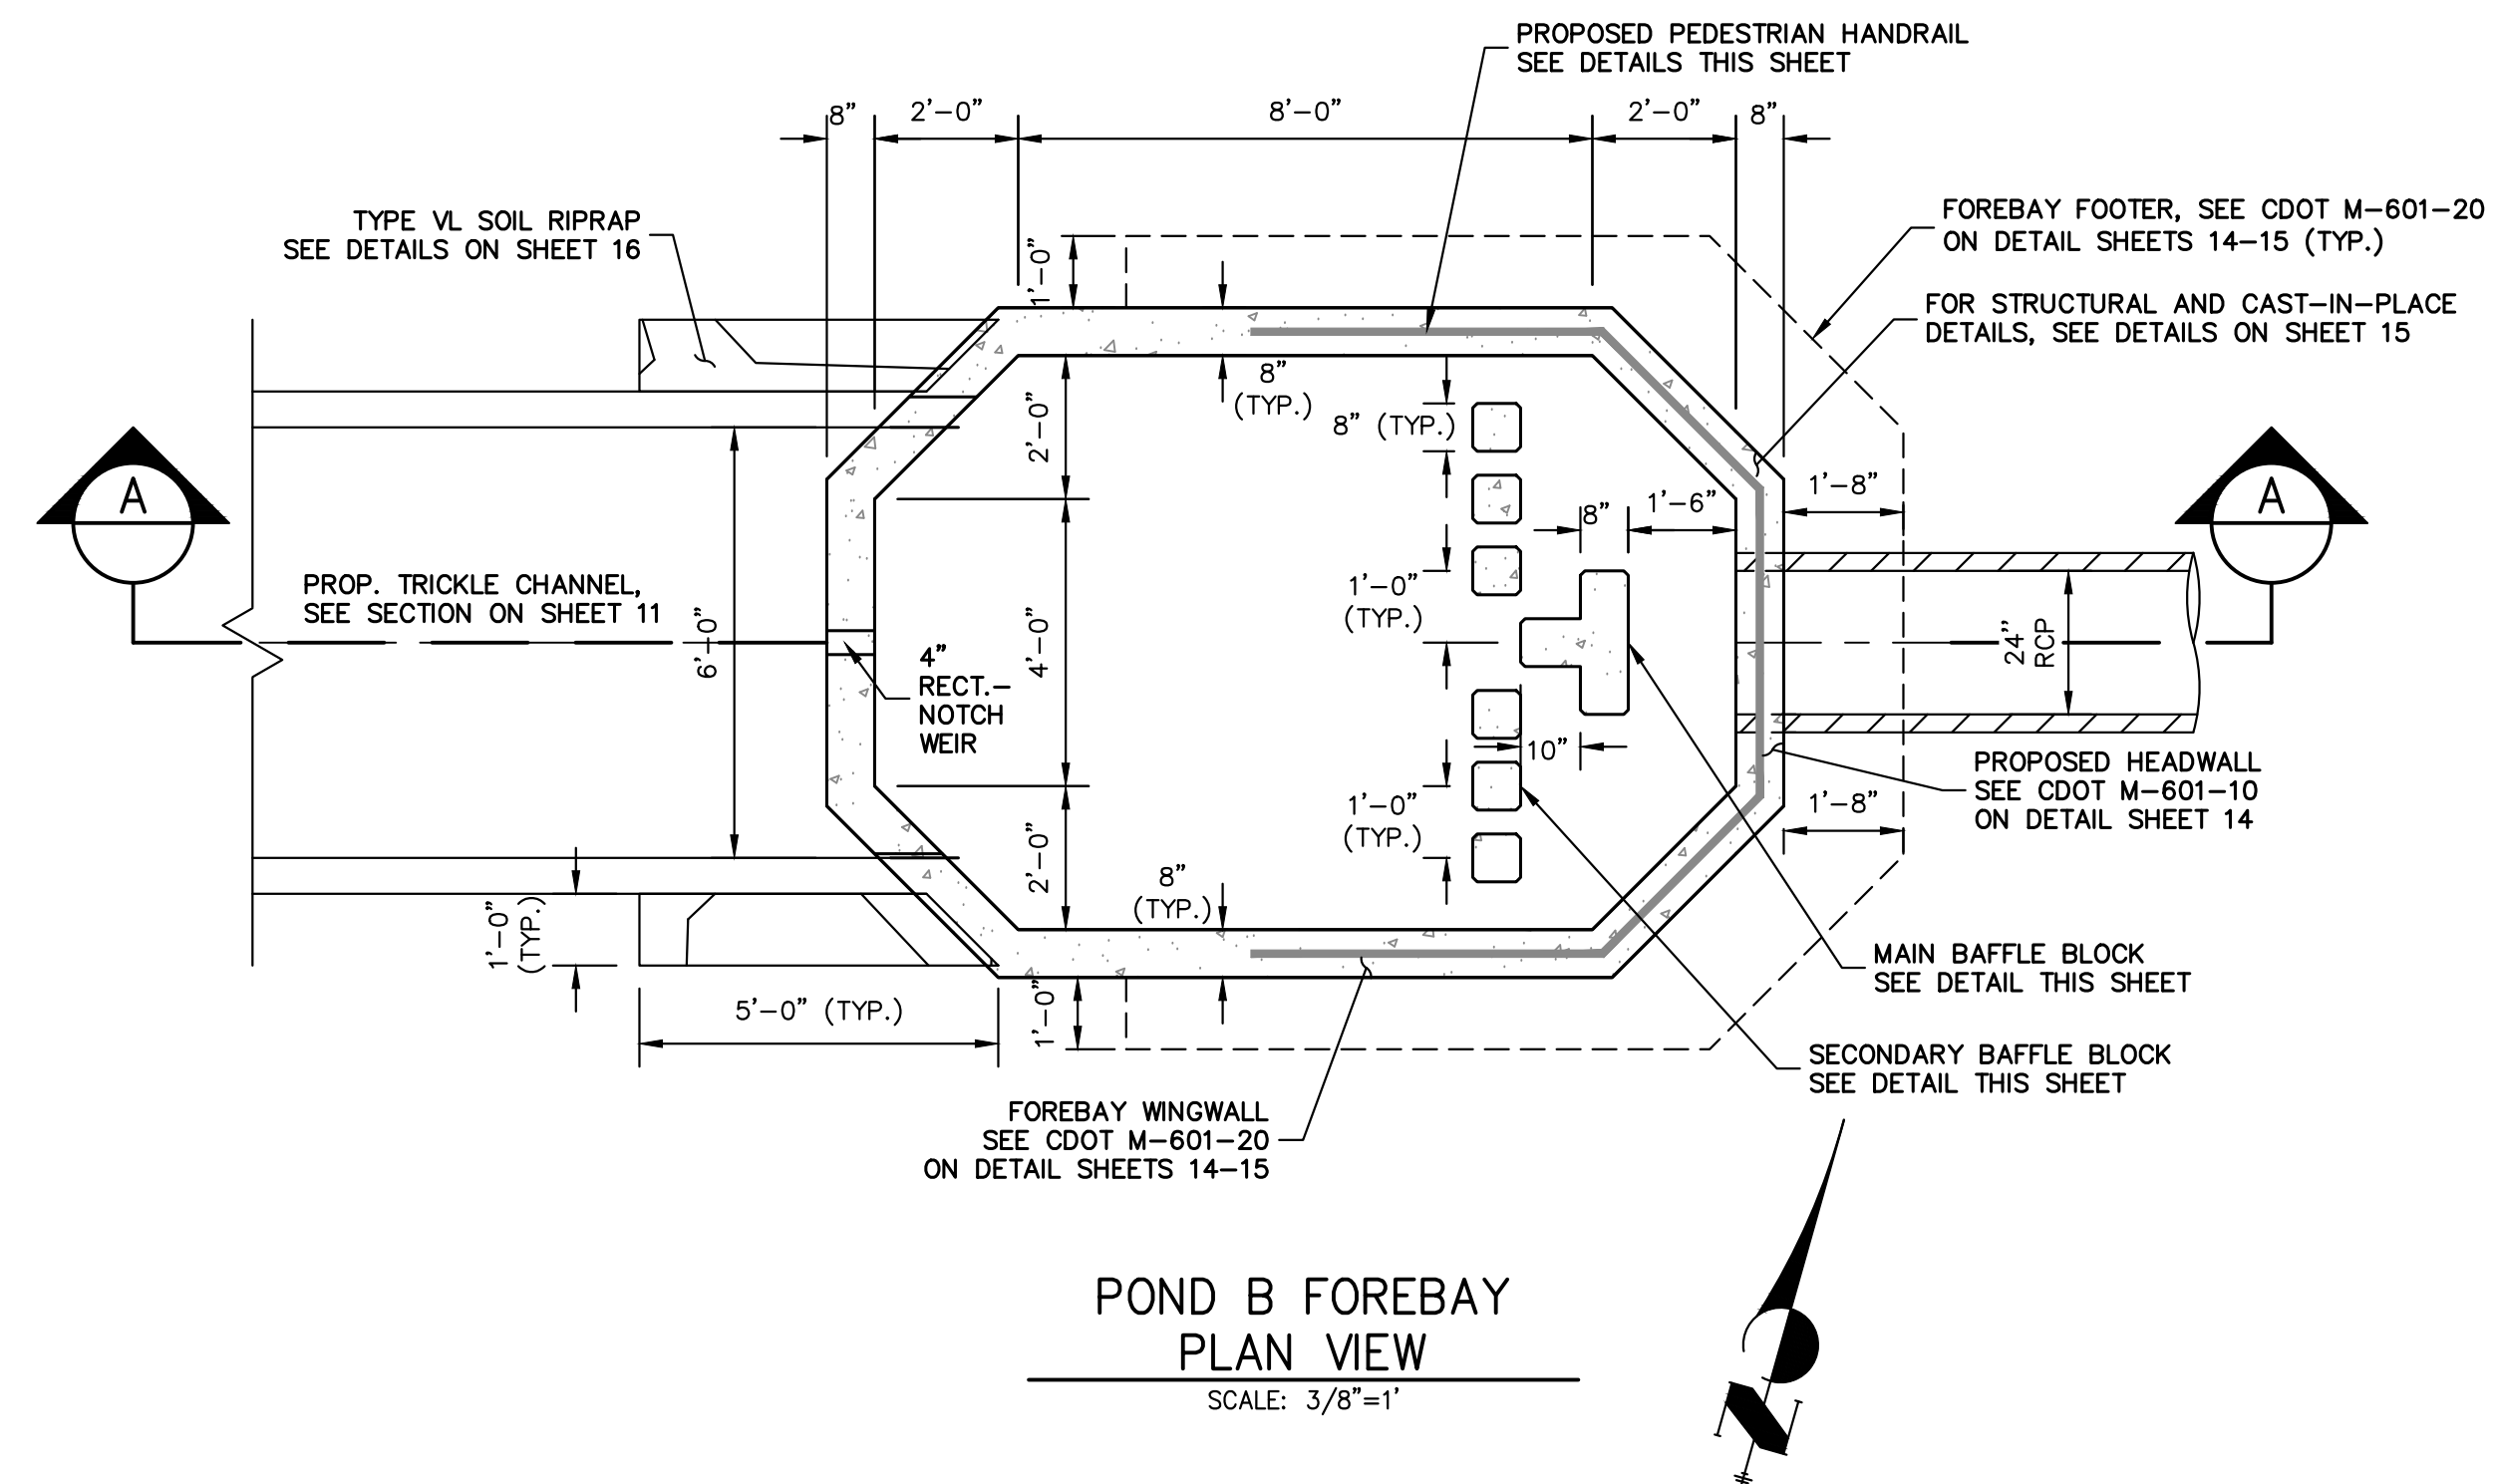 PROPOSED PEDESTRIAN HANDRAIL
SEE DETAILS THIS SHEET
8"
2'-0"
8'-0"
2'-0"
8"
TYPE VL SOIL RIPRAP
SEE DETAILS ON SHEET 16
FOREBAY FOOTER, SEE CDOT M-601-20
ON DETAIL SHEETS 14-15 (TYP.)
1'-0"
FOR STRUCTURAL AND CAST-IN-PLACE
DETAILS, SEE DETAILS ON SHEET 15
8"
(TYP.)
2'-0"
8" (TYP.)
A
A
8"
1'-6"
1'-8"
PROP. TRICKLE CHANNEL,
SEE SECTION ON SHEET 11
6'-0"
4'-0"
1'-0"
(TYP.)
24"
RCP
4"
RECT.-
NOTCH
WEIR
10"
PROPOSED HEADWALL
SEE CDOT M-601-10
ON DETAIL SHEET 14
1'-0"
(TYP.)
1'-8"
2'-0"
8"
(TYP.)
1'-0"
(TYP.)
MAIN BAFFLE BLOCK
SEE DETAIL THIS SHEET
5'-0" (TYP.)
1'-0"
SECONDARY BAFFLE BLOCK
SEE DETAIL THIS SHEET
FOREBAY WINGWALL
SEE CDOT M-601-20
ON DETAIL SHEETS 14-15
POND B FOREBAY
PLAN VIEW
SCALE: 3/8"=1'
N